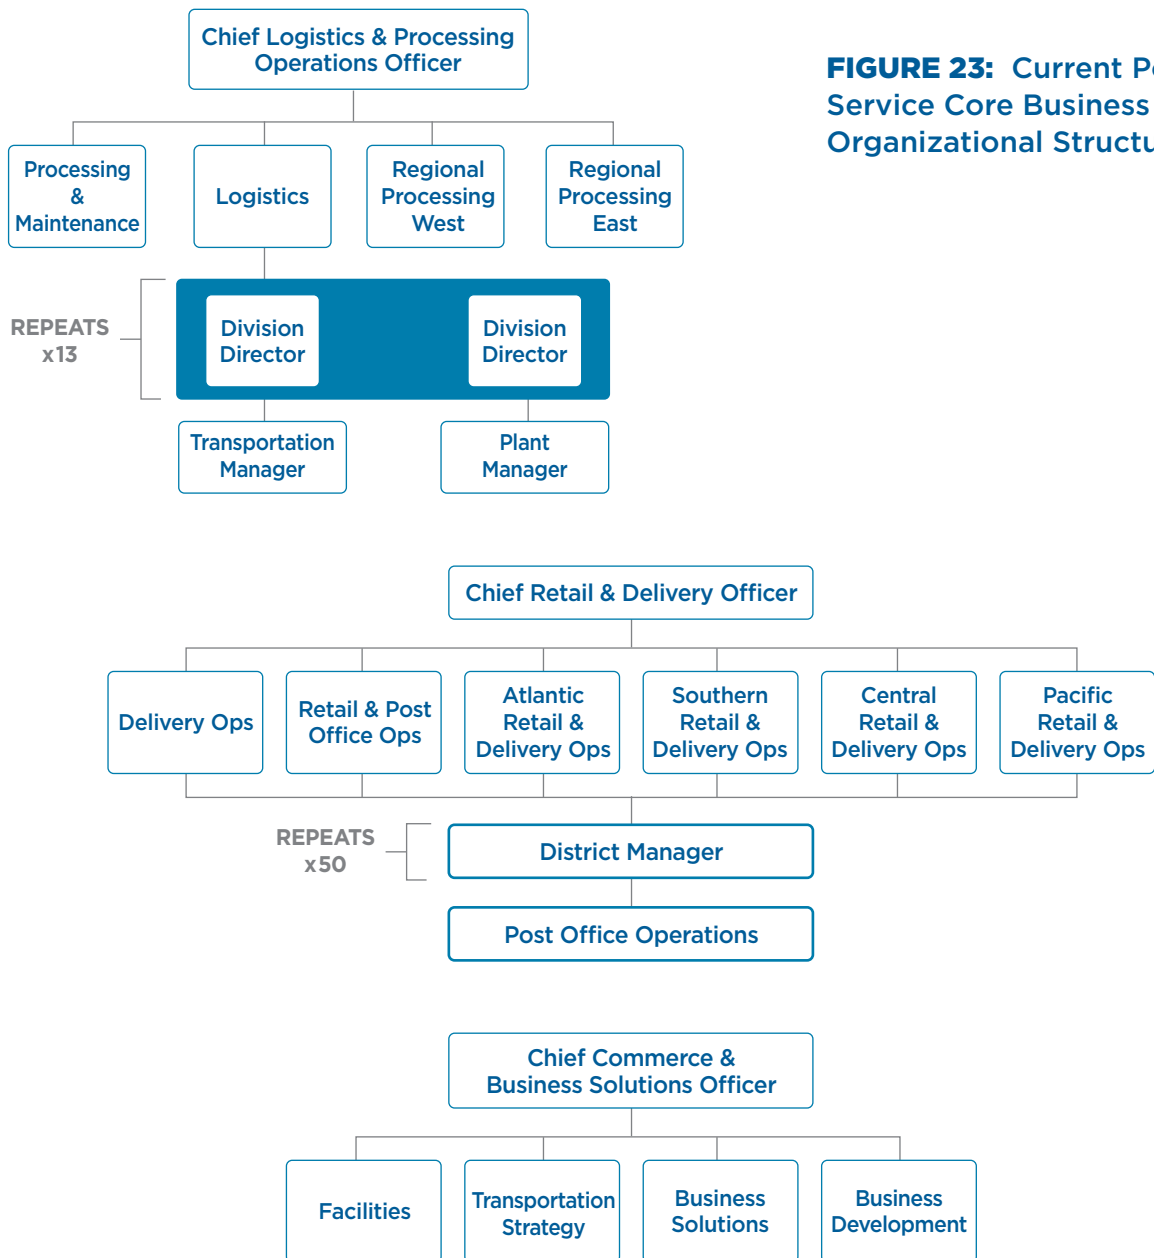 Chief Logistics & Processing
Operations Officer
FIGURE 23: Current
Service Core Business
Organizational
Processing
&
Maintenance
Logistics
Regional
Processing
West
Regional
Processing
East
REPEATS
x13
Division
Director
Division
Director
Transportation
Manager
Plant
Manager
Chief Retail & Delivery Officer
Delivery Ops
Retail & Post
Office Ops
Atlantic
Retail &
Delivery Ops
Southern
Retail &
Delivery Ops
Central
Retail &
Delivery Ops
Pacific
Retail &
Delivery Ops
REPEATS
x50
District Manager
Post Office Operations
Chief Commerce &
Business Solutions Officer
Facilities
Transportation
Strategy
Business
Solutions
Business
Development